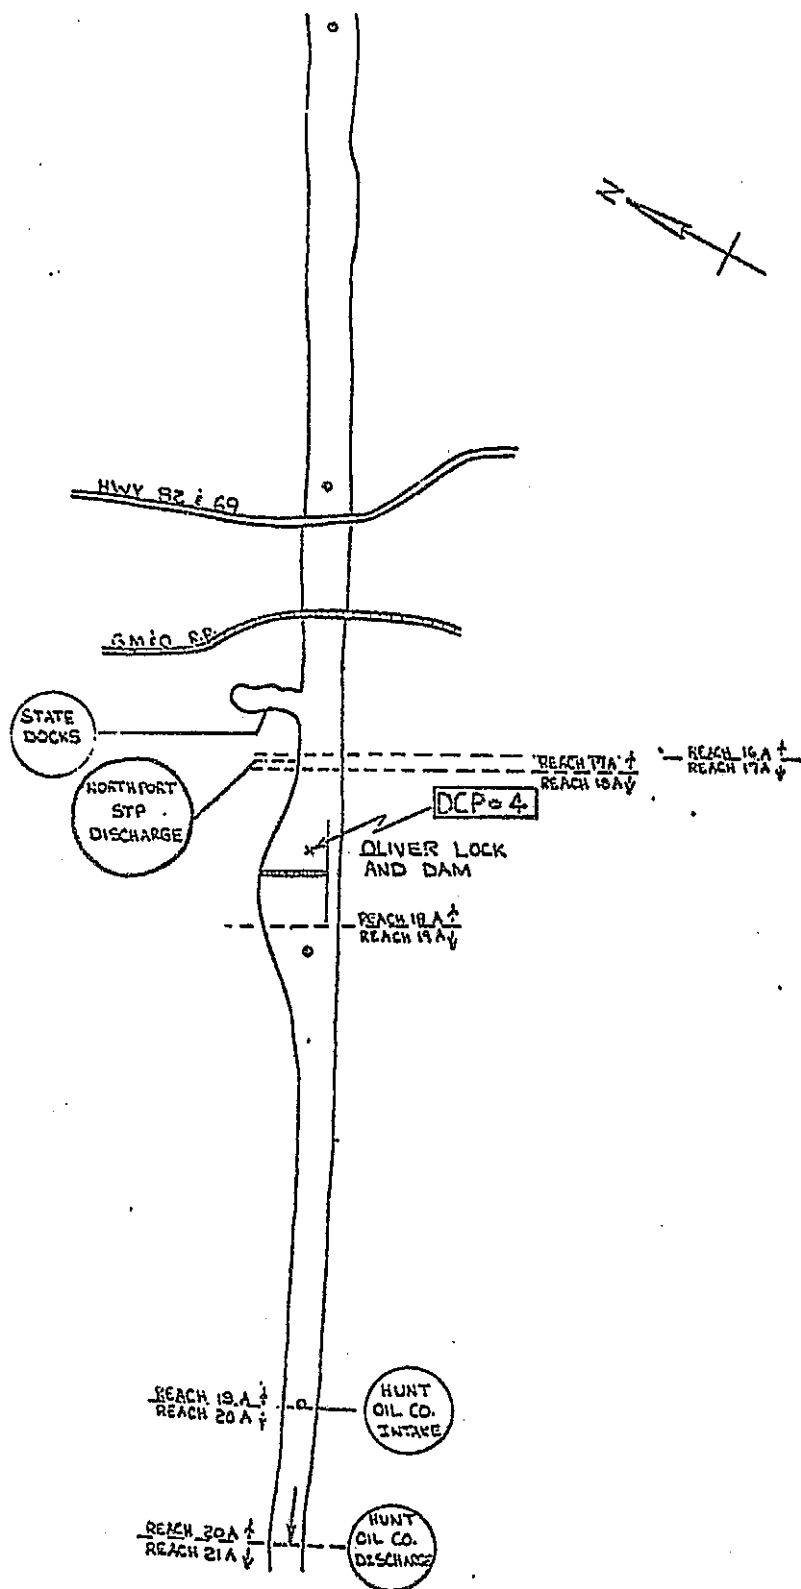 N
HWY 82 & 69
GM&O R.R.
STATE
DOCKS
REACH 16A
REACH 17A
REACH 17A
REACH 18A
NORTHPORT
STP
DISCHARGE
DCP-4
OLIVER LOCK
AND DAM
REACH 18A
REACH 19A
REACH 19A
REACH 20A
HUNT
OIL CO.
INTAKE
REACH 20A
REACH 21A
HUNT
OIL CO.
DISCHARGE